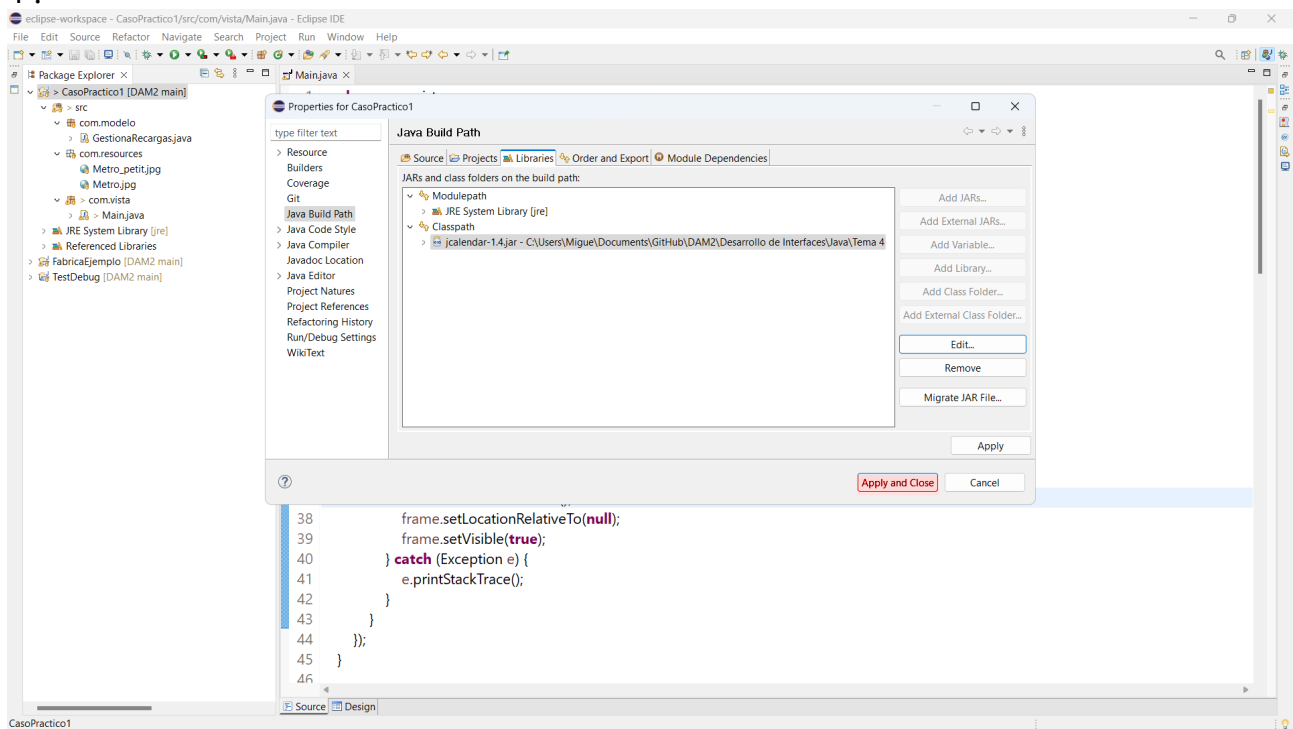 eclipse-workspace - CasoPractico1/src/com/vista/Main.java - Eclipse IDE
File Edit Source Refactor Navigate Search Project Run Window Help
Package Explorer
Main.java
> CasoPractico1 [DAM2 main]
> src
com.modelo
GestionaRecargas.java
com.resources
Metro_petit.jpg
Metro.jpg
> com.vista
> Main.java
JRE System Library [jre]
Referenced Libraries
FabricaEjemplo [DAM2 main]
TestDebug [DAM2 main]
Properties for CasoPractico1
type filter text
Resource
Builders
Coverage
Git
Java Build Path
Java Code Style
Java Compiler
Javadoc Location
Java Editor
Project Natures
Project References
Refactoring History
Run/Debug Settings
WikiText
Java Build Path
Source Projects Libraries Order and Export Module Dependencies
JARs and class folders on the build path:
Modulepath
JRE System Library [jre]
Classpath
jcalendar-1.4.jar - C:\Users\Migue\Documents\GitHub\DAM2\Desarrollo de Interfaces\Java\Tema 4
Add JARs...
Add External JARs...
Add Variable...
Add Library...
Add Class Folder...
Add External Class Folder...
Edit...
Remove
Migrate JAR File...
Apply
Apply and Close
Cancel
38 frame.setLocationRelativeTo(null);
39 frame.setVisible(true);
40 } catch (Exception e) {
41 e.printStackTrace();
42 }
43 }
44 });
45 }
46
Source Design
CasoPractico1